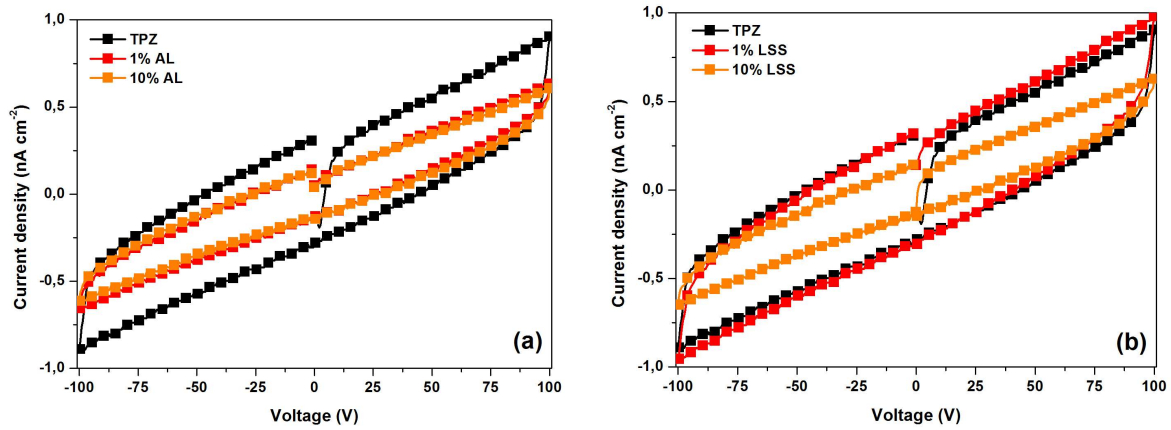 1,0
0,5
0,0
-0,5
-1,0
Current density (nA cm-2)
-100 -75 -50 -25 0 25 50 75 100
Voltage (V)
TPZ
1% AL
10% AL
(a)
1,0
0,5
0,0
-0,5
-1,0
Current density (nA cm-2)
-100 -75 -50 -25 0 25 50 75 100
Voltage (V)
TPZ
1% LSS
10% LSS
(b)